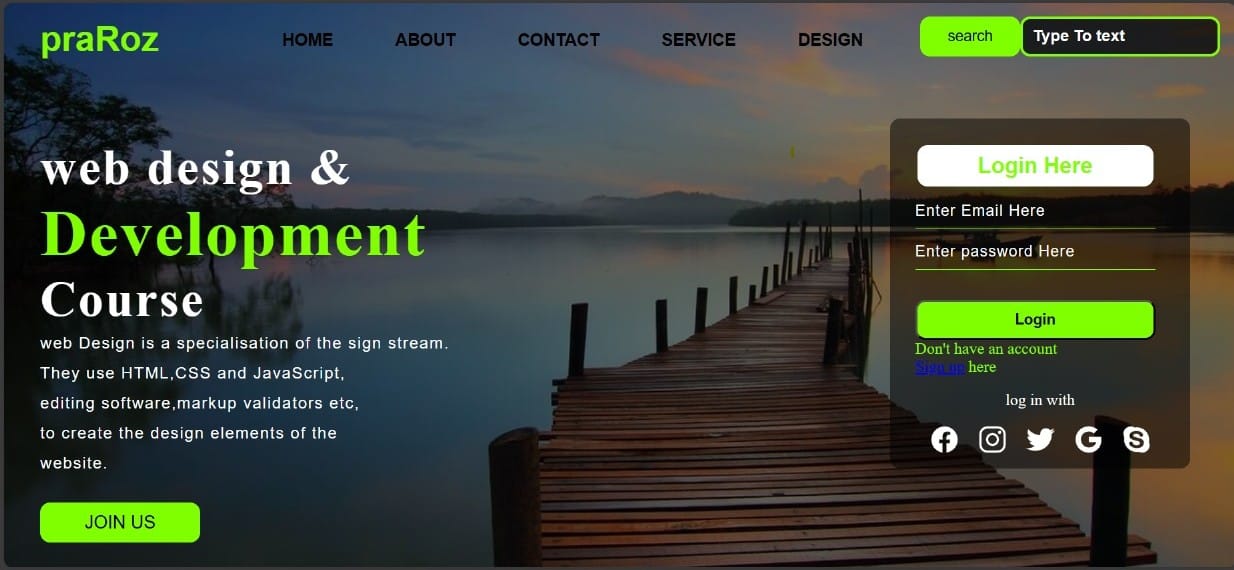 praRoz
HOME ABOUT CONTACT SERVICE DESIGN
search Type To text
web design &
Development
Course
web Design is a specialisation of the sign stream.
They use HTML,CSS and JavaScript,
editing software,markup validators etc,
to create the design elements of the
website.
JOIN US
Login Here
Enter Email Here
Enter password Here
Login
Don't have an account
Sign up here
log in with